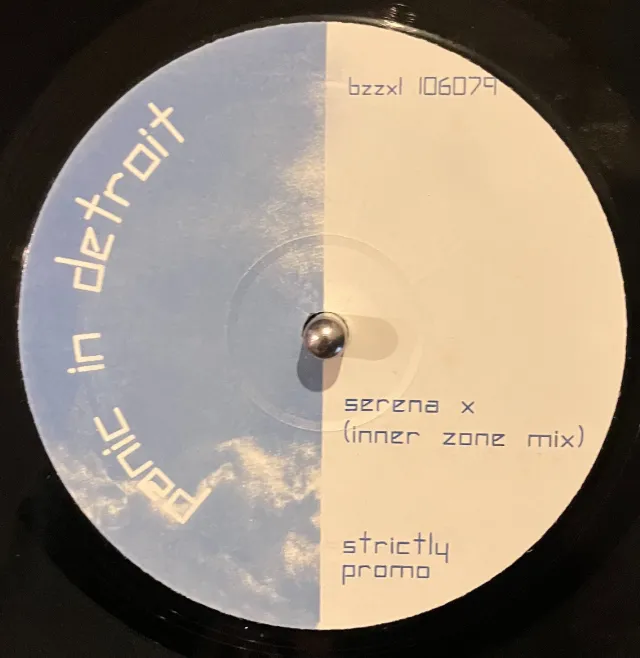 panic in detroit
bzzxl 106079
serena x
(inner zone mix)
strictly
promo